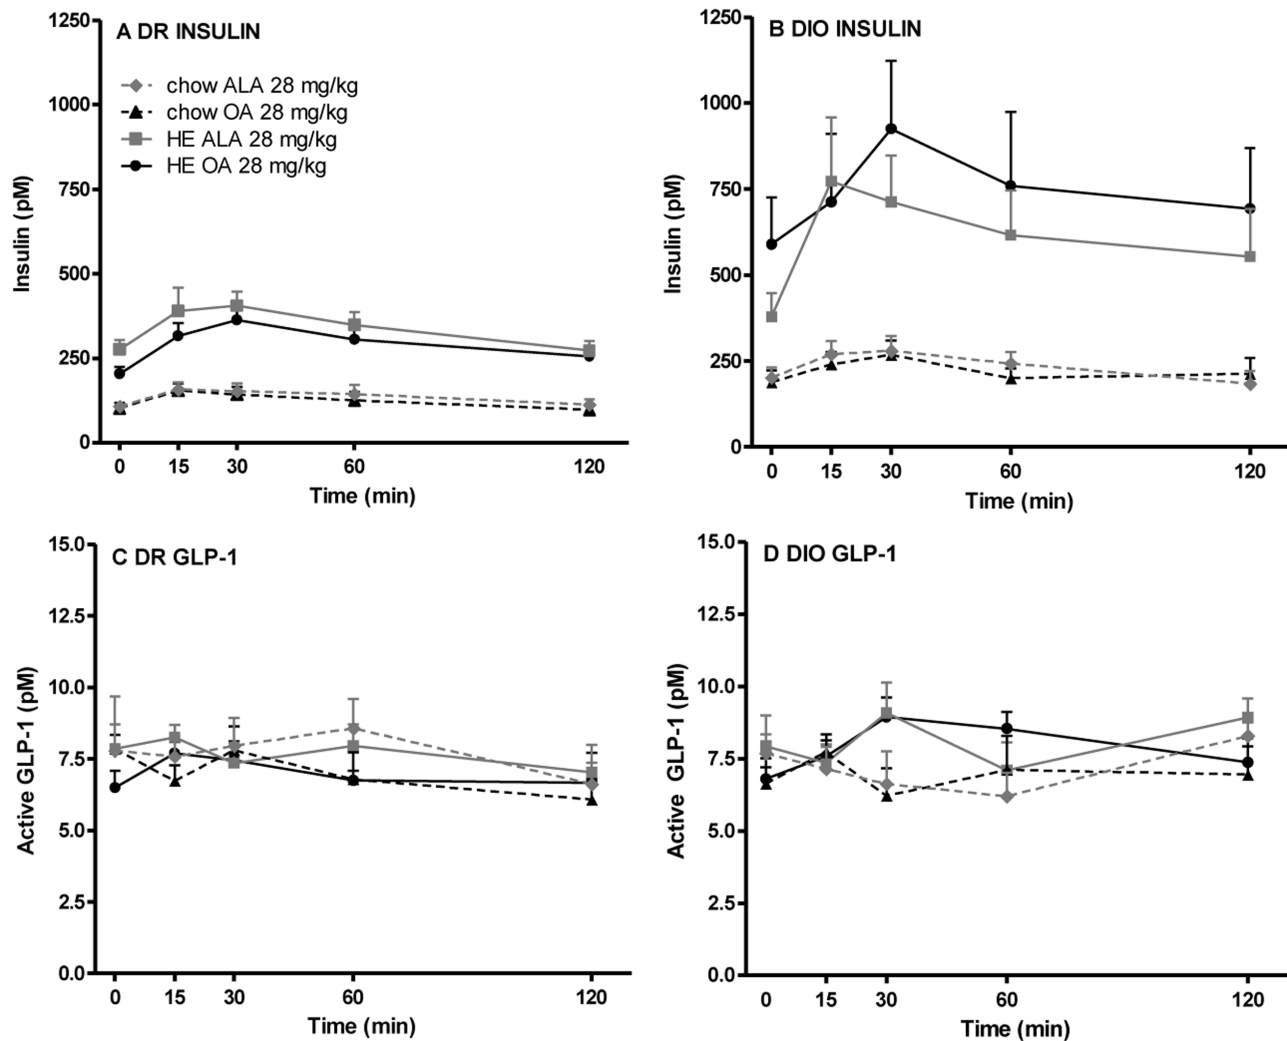 A DR INSULIN
1250
1000
750
500
250
0
Insulin (pM)
chow ALA 28 mg/kg
chow OA 28 mg/kg
HE ALA 28 mg/kg
HE OA 28 mg/kg
0 15 30 60 120
Time (min)
B DIO INSULIN
1250
1000
750
500
250
0
Insulin (pM)
0 15 30 60 120
Time (min)
C DR GLP-1
15.0
12.5
10.0
7.5
5.0
2.5
0.0
Active GLP-1 (pM)
0 15 30 60 120
Time (min)
D DIO GLP-1
15.0
12.5
10.0
7.5
5.0
2.5
0.0
Active GLP-1 (pM)
0 15 30 60 120
Time (min)